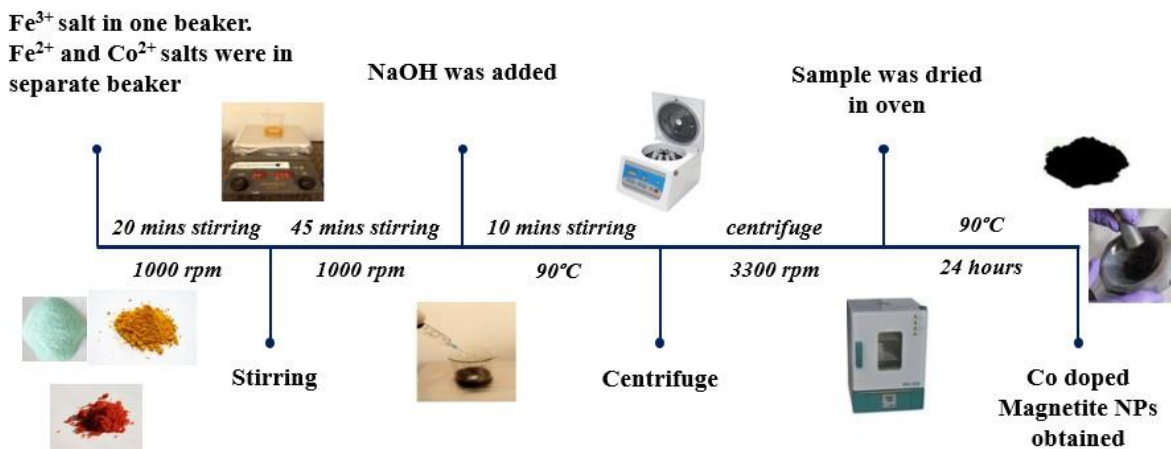 Fe³⁺ salt in one beaker.
Fe²⁺ and Co²⁺ salts were in
separate beaker
NaOH was added
Sample was dried
in oven
20 mins stirring
45 mins stirring
10 mins stirring
centrifuge
90ºC
1000 rpm
1000 rpm
90ºC
3300 rpm
24 hours
Stirring
Centrifuge
Co doped
Magnetite NPs
obtained